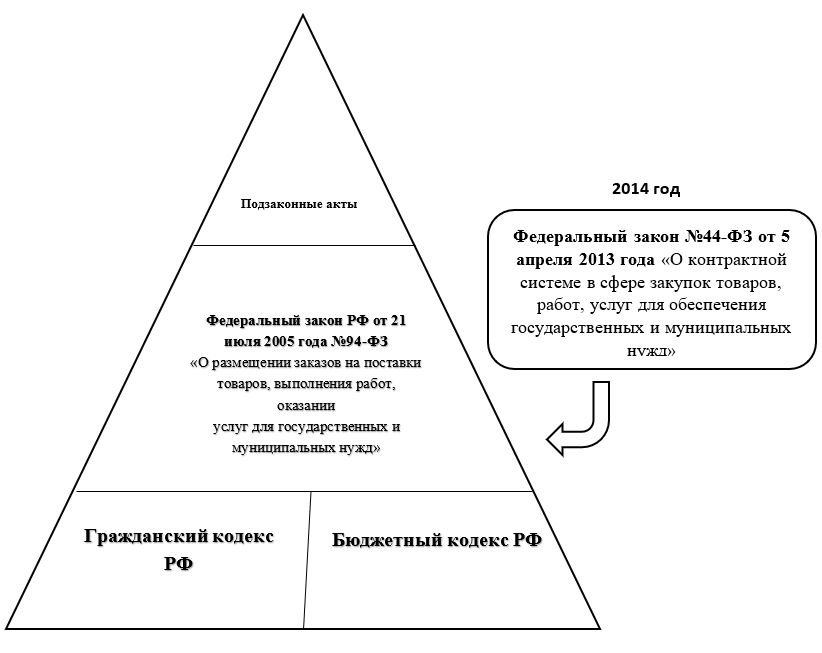 2014 год
Подзаконные акты
Федеральный закон №44-ФЗ от 5
апреля 2013 года «О контрактной
системе в сфере закупок товаров,
работ, услуг для обеспечения
государственных и муниципальных
нужд»
Федеральный закон РФ от 21
июля 2005 года №94-ФЗ
«О размещении заказов на поставки
товаров, выполнения работ,
оказании
услуг для государственных и
муниципальных нужд»
Гражданский кодекс
РФ
Бюджетный кодекс РФ